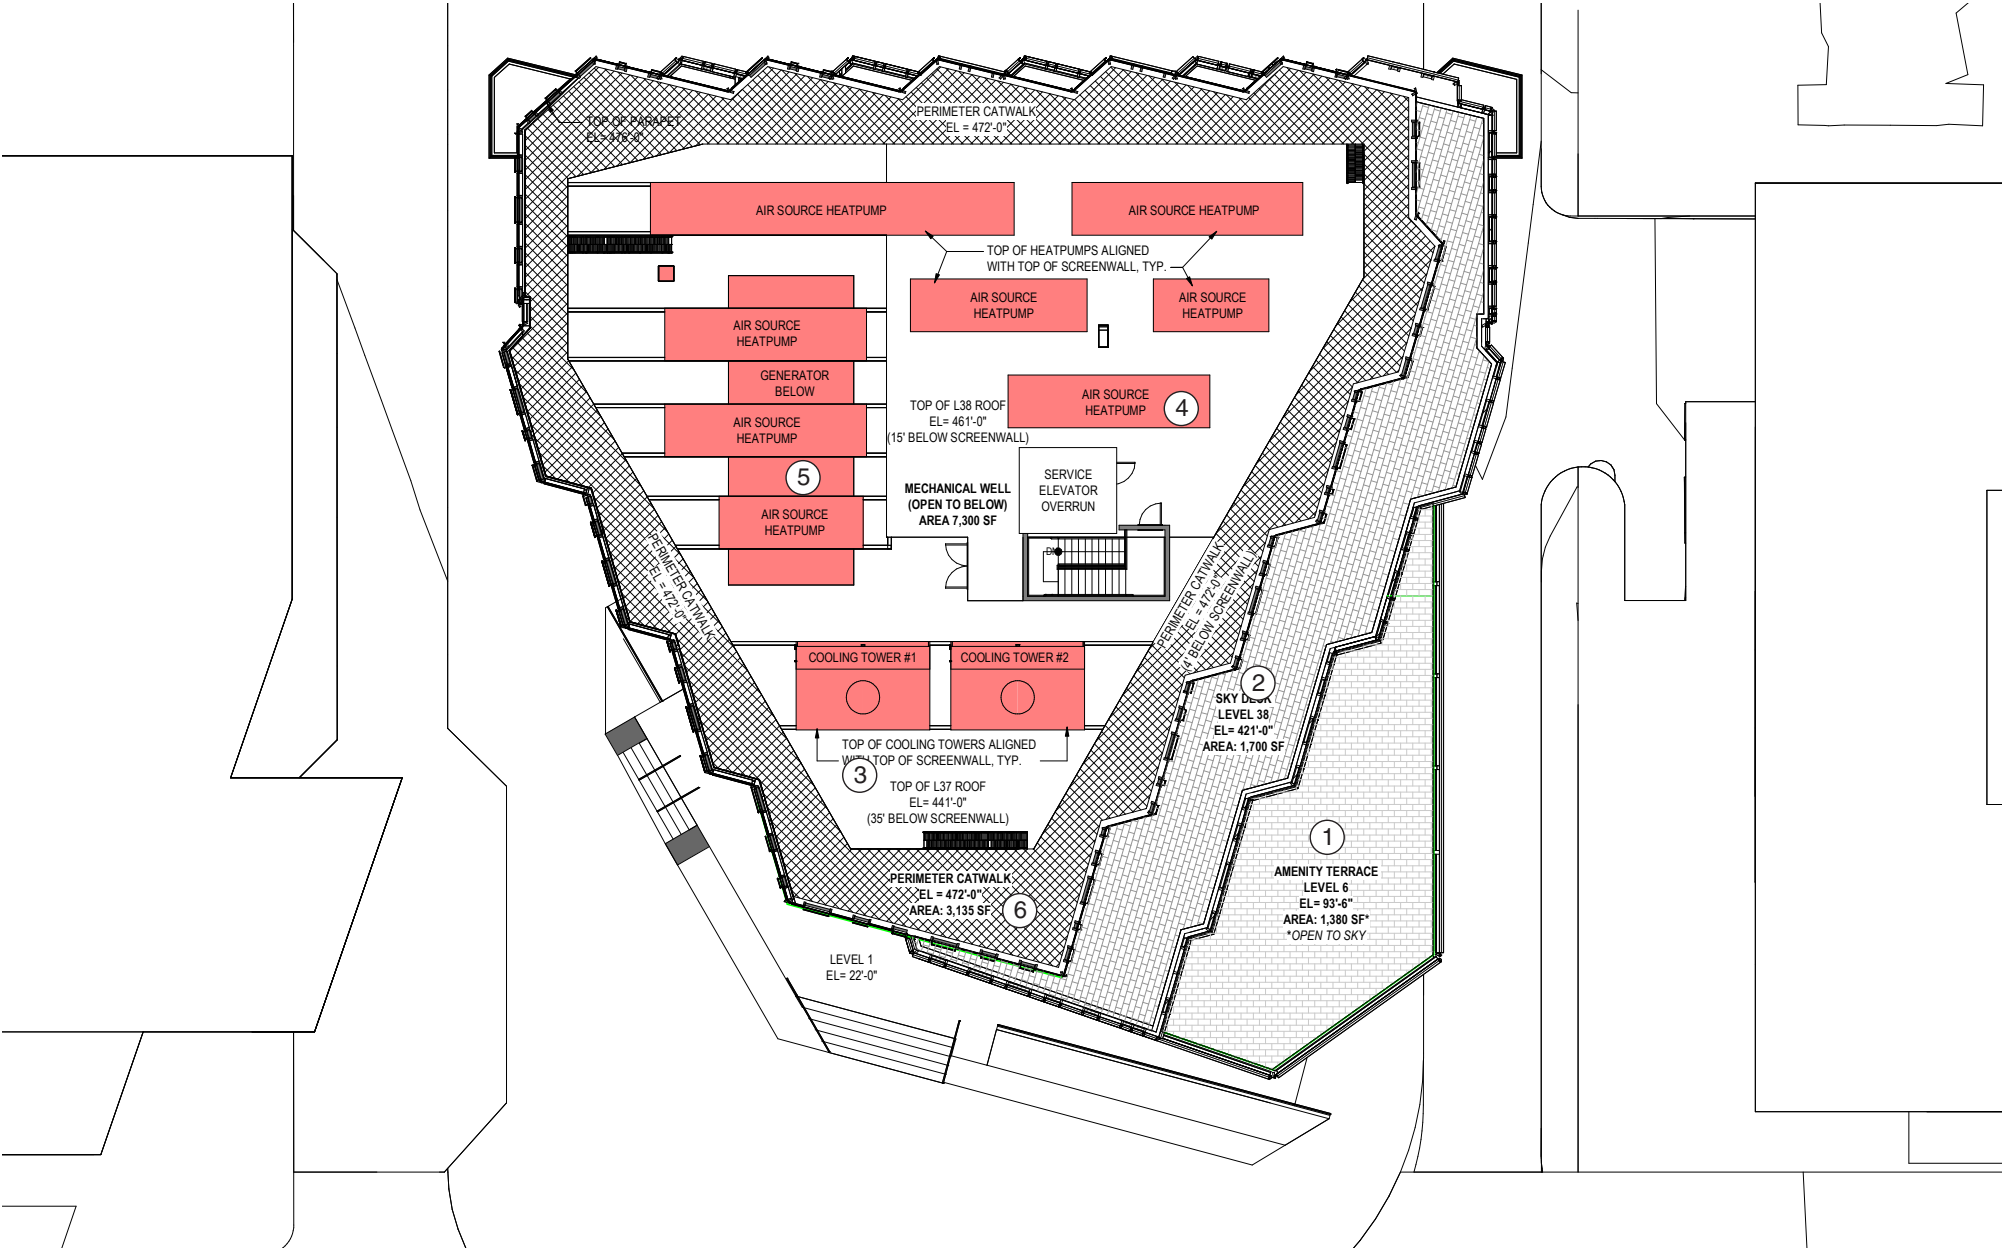 PERIMETER CATWALK
EL = 472'-0"
TOP OF PARAPET
EL= 476'-0"
AIR SOURCE HEATPUMP
AIR SOURCE HEATPUMP
TOP OF HEATPUMPS ALIGNED
WITH TOP OF SCREENWALL, TYP.
AIR SOURCE
HEATPUMP
AIR SOURCE
HEATPUMP
AIR SOURCE
HEATPUMP
GENERATOR
BELOW
AIR SOURCE
HEATPUMP
4
TOP OF L38 ROOF
EL= 461'-0"
(15' BELOW SCREENWALL)
AIR SOURCE
HEATPUMP
5
AIR SOURCE
HEATPUMP
MECHANICAL WELL
(OPEN TO BELOW)
AREA 7,300 SF
SERVICE
ELEVATOR
OVERRUN
DN
PERIMETER CATWALK
EL = 472'-0"
PERIMETER CATWALK
EL = 472'-0"
(4' BELOW SCREENWALL)
COOLING TOWER #1
COOLING TOWER #2
2
SKY DECK
LEVEL 38
EL= 421'-0"
AREA: 1,700 SF
TOP OF COOLING TOWERS ALIGNED
WITH TOP OF SCREENWALL, TYP.
3
TOP OF L37 ROOF
EL= 441'-0"
(35' BELOW SCREENWALL)
1
AMENITY TERRACE
LEVEL 6
EL= 93'-6"
AREA: 1,380 SF*
*OPEN TO SKY
PERIMETER CATWALK
EL = 472'-0"
AREA: 3,135 SF
6
LEVEL 1
EL= 22'-0"